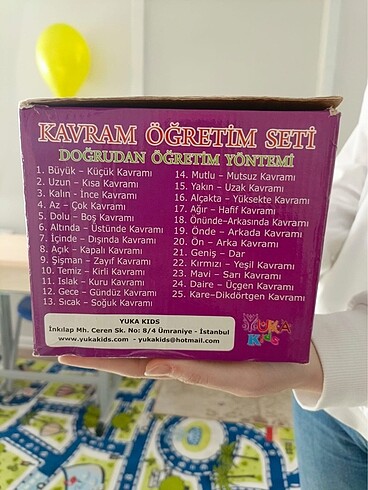 KAVRAM ÖĞRETİM SETİ
DOĞRUDAN ÖĞRETİM YÖNTEMİ
1. Büyük – Küçük Kavramı
2. Uzun – Kısa Kavramı
3. Kalın - İnce Kavramı
4. Az – Çok Kavramı
5. Dolu – Boş Kavramı
6. Altında – Üstünde Kavramı
7. İçinde – Dışında Kavramı
8. Açık – Kapalı Kavramı
9. Şişman – Zayıf Kavramı
10. Temiz – Kirli Kavramı
11. Islak – Kuru Kavramı
12. Gece – Gündüz Kavramı
13. Sıcak – Soğuk Kavramı
14. Mutlu – Mutsuz Kavramı
15. Yakın – Uzak Kavramı
16. Alçakta – Yüksekte Kavramı
17. Ağır – Hafif Kavramı
18. Önünde–Arkasında Kavramı
19. Önde – Arkada Kavramı
20. Ön – Arka Kavramı
21. Geniş – Dar
22. Kırmızı – Yeşil Kavramı
23. Mavi – Sarı Kavramı
24. Daire – Üçgen Kavramı
25. Kare–Dikdörtgen Kavramı
YUKA KIDS
İnkılap Mh. Ceren Sk. No: 8/4 Ümraniye - İstanbul
www.yukakids.com - yukakids@hotmail.com
YUKA
Kids